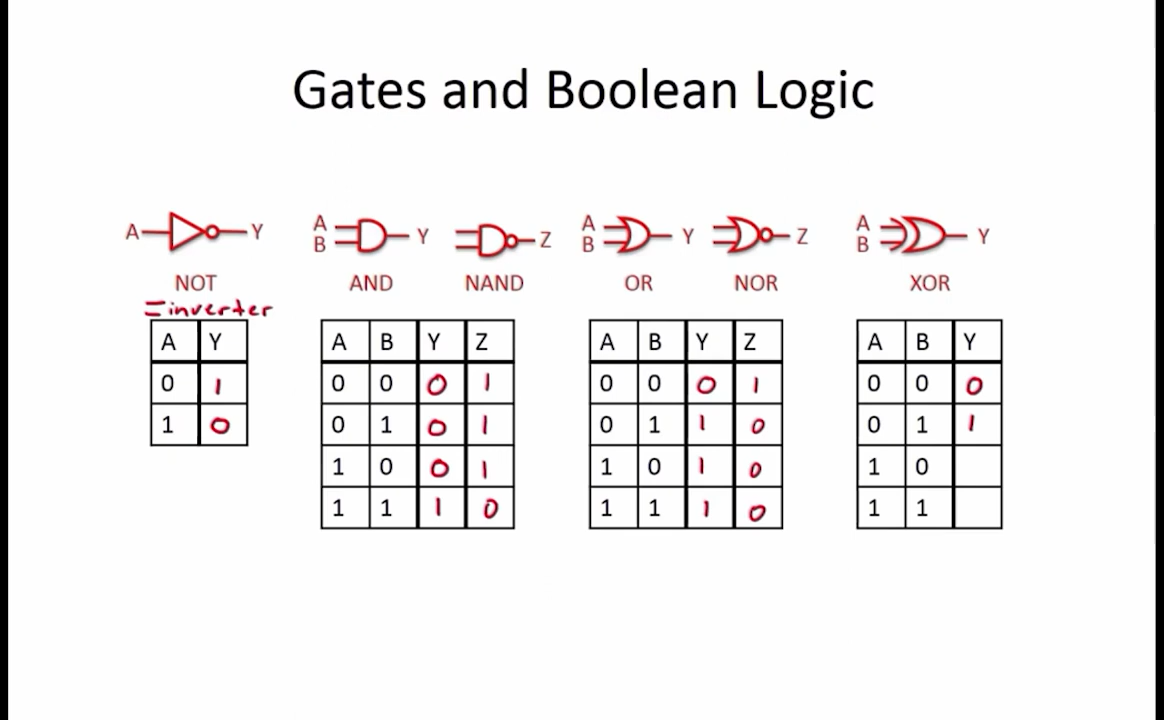 Gates and Boolean Logic
A Y
NOT
= inverter
A Y
0 1
1 0
A B Y Z
AND NAND
A B Y Z
0 0 0 1
0 1 0 1
1 0 0 1
1 1 1 0
A B Y Z
OR NOR
A B Y Z
0 0 0 1
0 1 1 0
1 0 1 0
1 1 1 0
A B Y
XOR
A B Y
0 0 0
0 1 1
1 0
1 1